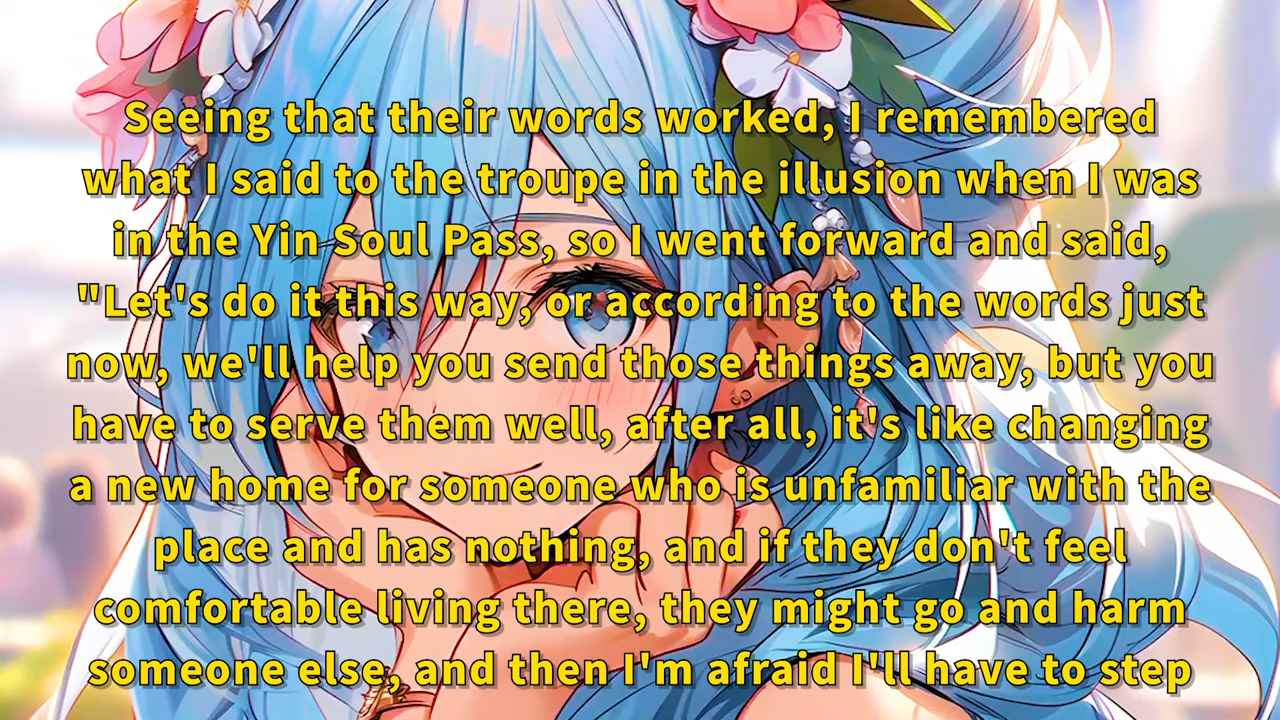 Seeing that their words worked, I remembered
what I said to the troupe in the illusion when I was
in the Yin Soul Pass, so I went forward and said,
"Let's do it this way, or according to the words just
now, we'll help you send those things away, but you
have to serve them well, after all, it's like changing
a new home for someone who is unfamiliar with the
place and has nothing, and if they don't feel
comfortable living there, they might go and harm
someone else, and then I'm afraid I'll have to step